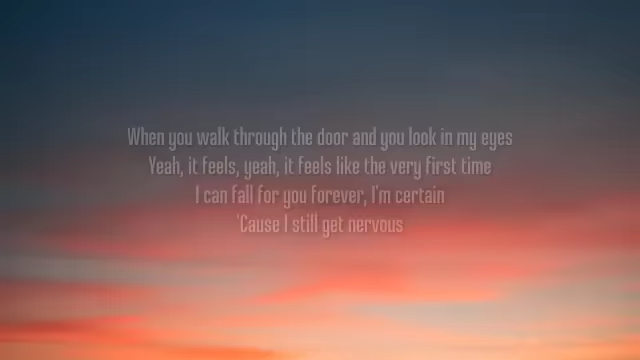 When you walk through the door and you look in my eyes
Yeah, it feels, yeah, it feels like the very first time
I can fall for you forever, I'm certain
'Cause I still get nervous